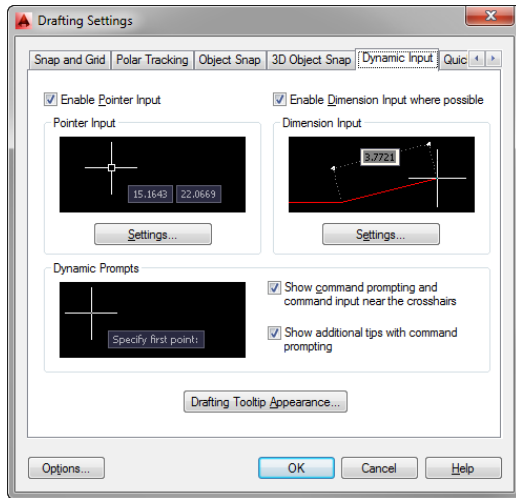 Drafting Settings
Snap and Grid Polar Tracking Object Snap 3D Object Snap Dynamic Input Quic
Enable Pointer Input
Enable Dimension Input where possible
Pointer Input
Dimension Input
15.1643 22.0669
3.7721
Settings...
Settings...
Dynamic Prompts
Specify first point:
Show command prompting and
command input near the crosshairs
Show additional tips with command
prompting
Drafting Tooltip Appearance...
Options... OK Cancel Help